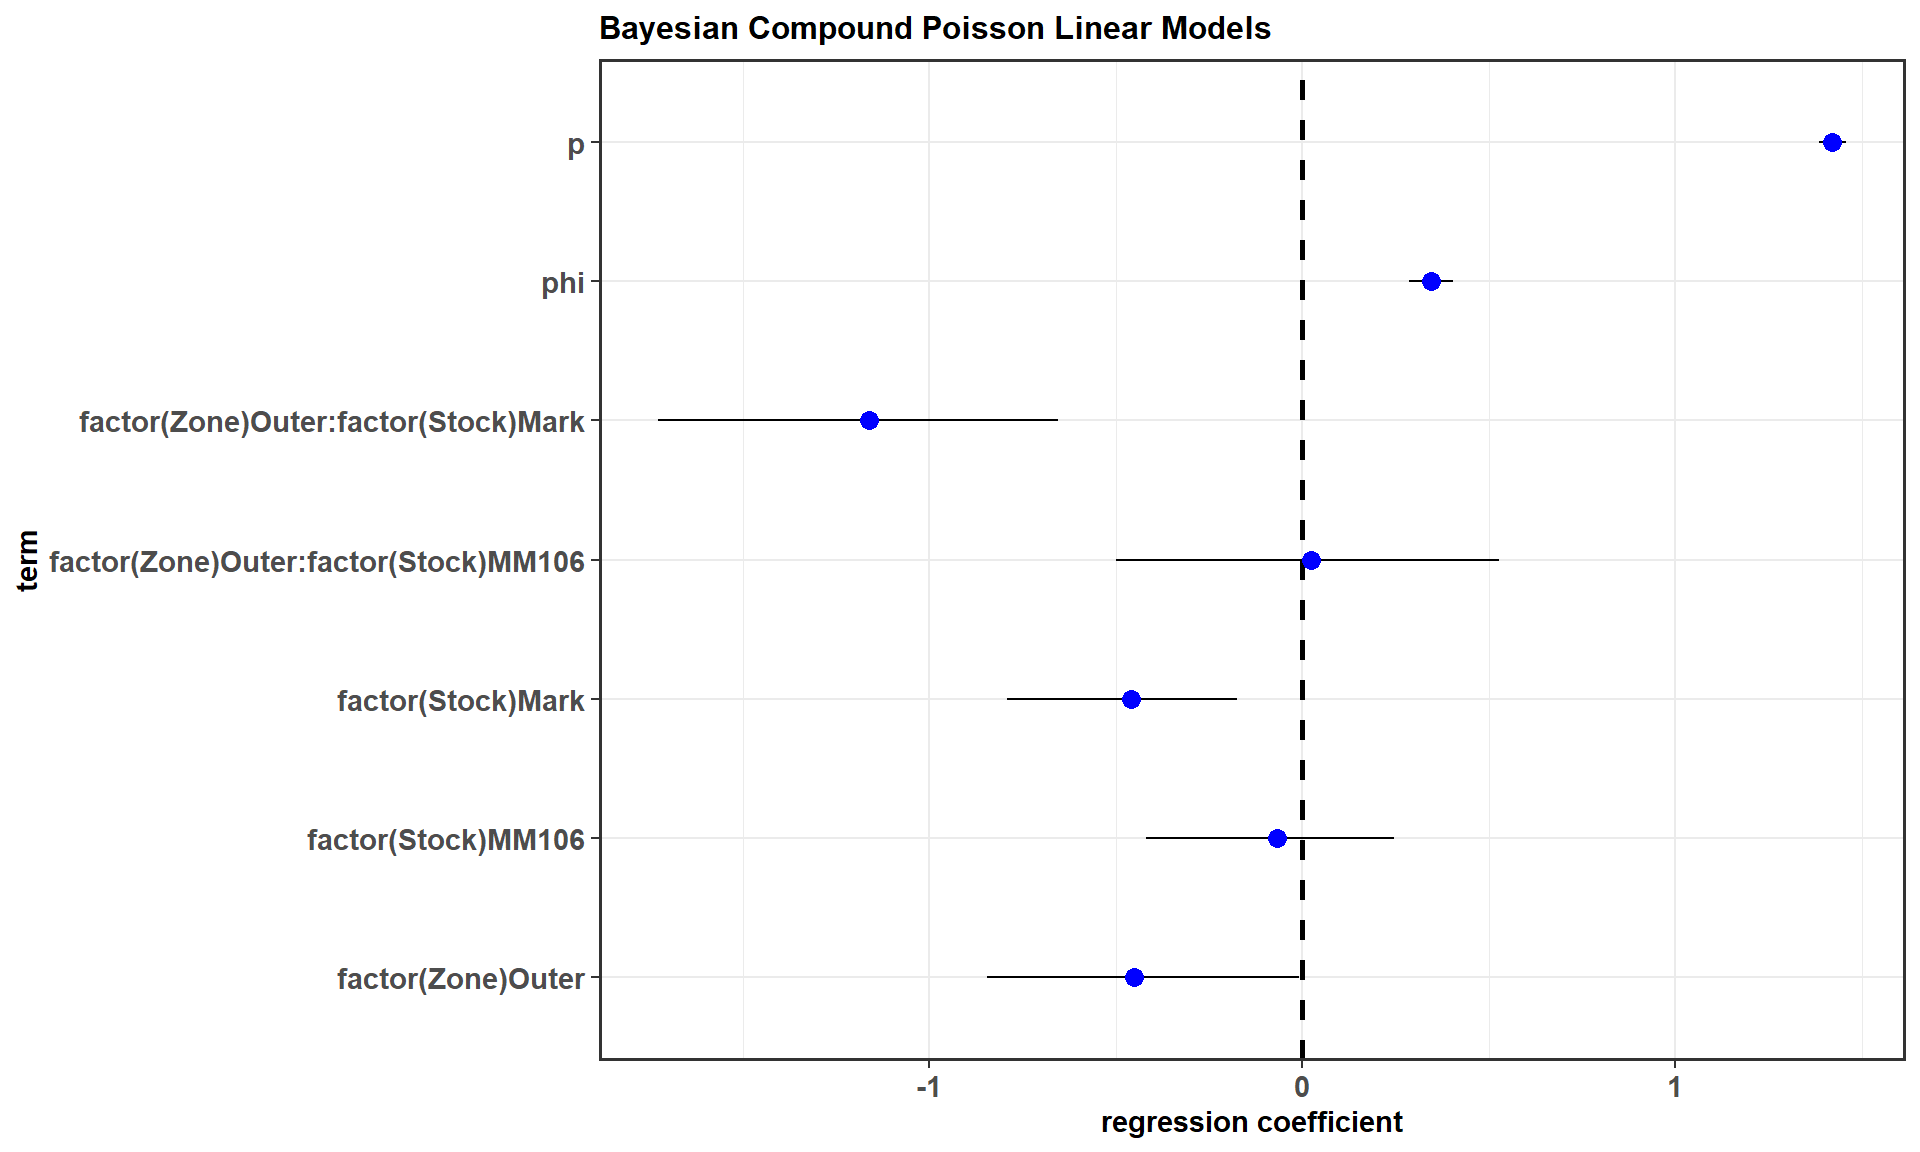 Bayesian Compound Poisson Linear Models
p
phi
factor(Zone)Outer:factor(Stock)Mark
factor(Zone)Outer:factor(Stock)MM106
factor(Stock)Mark
factor(Stock)MM106
factor(Zone)Outer
term
-1 0 1
regression coefficient